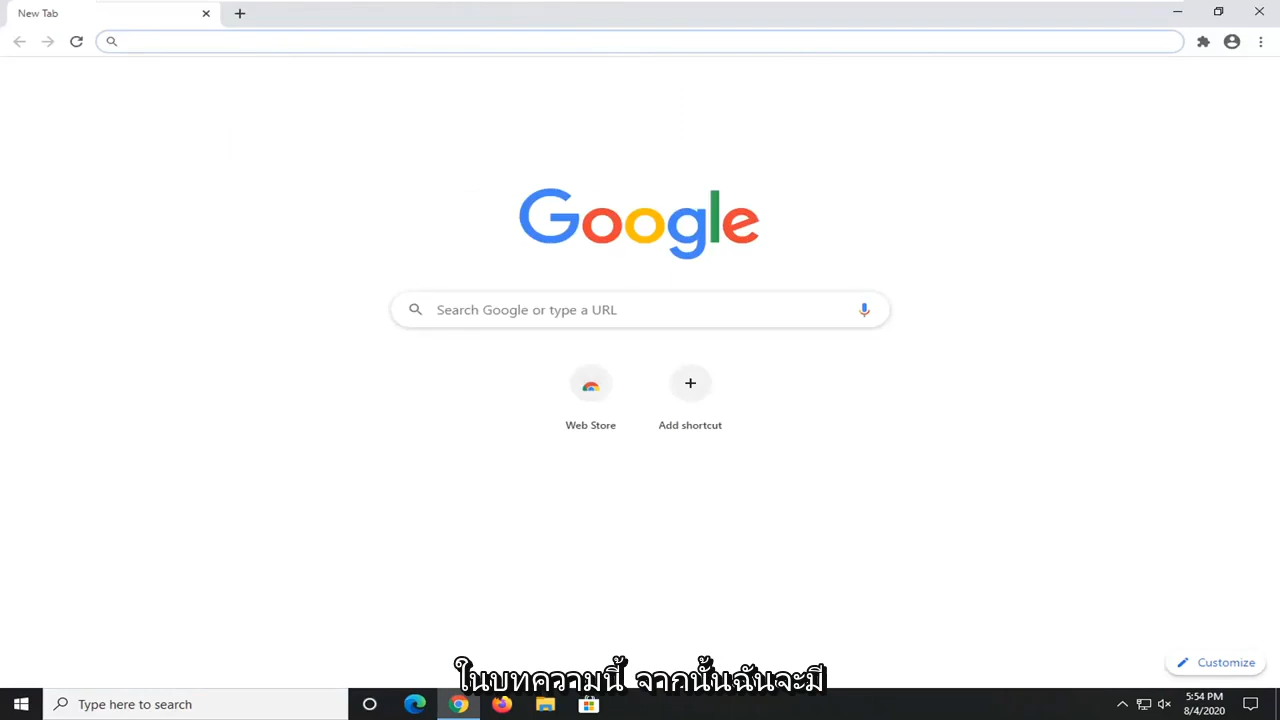 New Tab
Google
Search Google or type a URL
Web Store
Add shortcut
Customize
ในบทความนี้ จากนั้นฉันจะมี
Type here to search
5:54 PM
8/4/2020